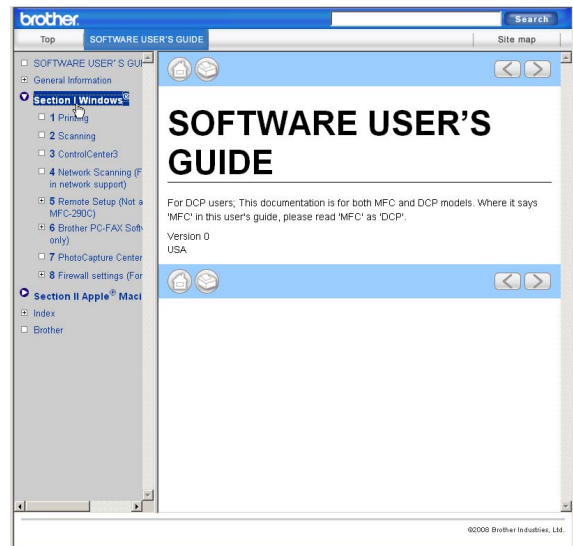 brother.
Search
Top
SOFTWARE USER'S GUIDE
Site map
SOFTWARE USER' S GUI
General Information
Section I Windows®
1 Printing
2 Scanning
3 ControlCenter3
4 Network Scanning (F
in network support)
5 Remote Setup (Not a
MFC-290C)
6 Brother PC-FAX Softw
only)
7 PhotoCapture Center
8 Firewall settings (For
Section II Apple® Maci
Index
Brother
SOFTWARE USER’S
GUIDE
For DCP users; This documentation is for both MFC and DCP models. Where it says
'MFC' in this user's guide, please read 'MFC' as 'DCP'.
Version 0
USA
©2008 Brother Industries, Ltd.